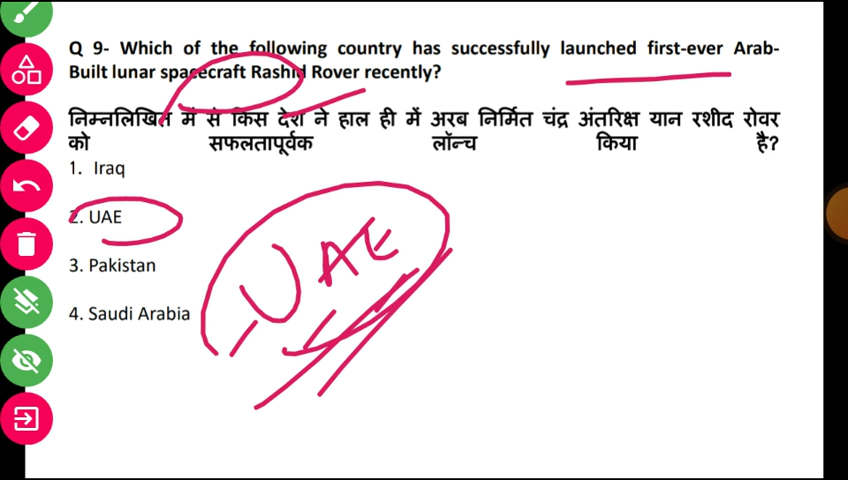 Q 9- Which of the following country has successfully launched first-ever Arab-
Built lunar spacecraft Rashid Rover recently?
निम्नलिखित में से किस देश ने हाल ही में अरब निर्मित चंद्र अंतरिक्ष यान रशीद रोवर
को सफलतापूर्वक लॉन्च किया है?
1. Iraq
2. UAE
UAE
3. Pakistan
4. Saudi Arabia